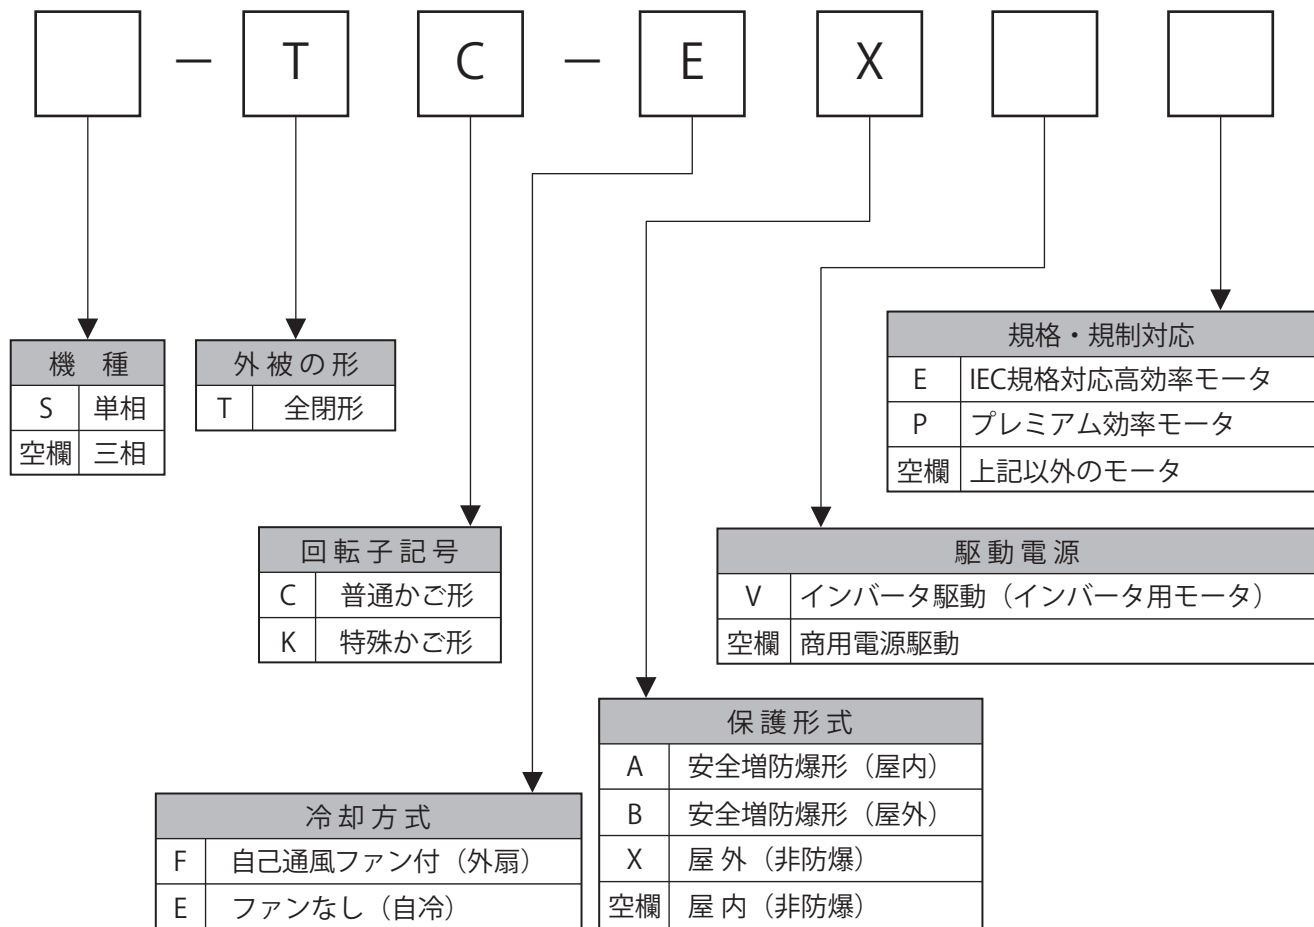 — T C — E X
機 種
S 単相
空欄 三相
外被の形
T 全閉形
規格・規制対応
E IEC規格対応高効率モータ
P プレミアム効率モータ
空欄 上記以外のモータ
回転子記号
C 普通かご形
K 特殊かご形
駆動電源
V インバータ駆動（インバータ用モータ）
空欄 商用電源駆動
保護形式
A 安全増防爆形（屋内）
B 安全増防爆形（屋外）
X 屋 外（非防爆）
空欄 屋 内（非防爆）
冷却方式
F 自己通風ファン付（外扇）
E ファンなし（自冷）